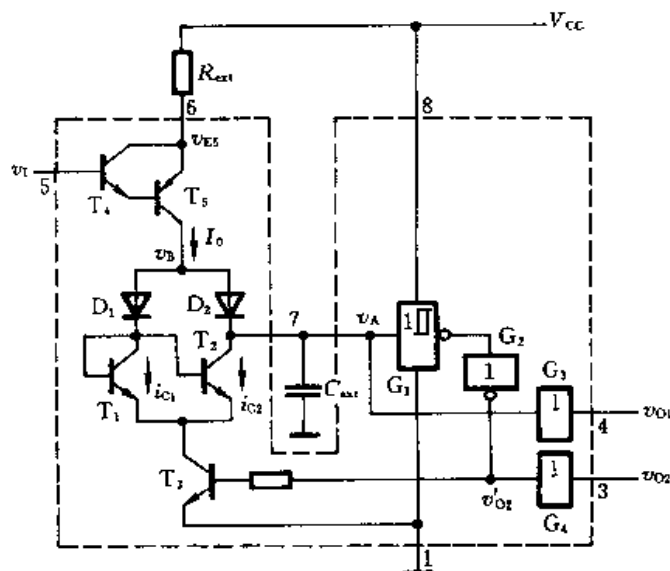 V_CC
R_ext
6
8
v_E5
v_I
5
T_4
T_5
I_0
v_B
D_1
D_2
7
v_A
1
T_2
G_1
G_2
1
i_C1
i_C2
C_ext
T_1
G_3
1
v_O1
4
T_3
v'_O2
1
v_O2
3
G_4
1